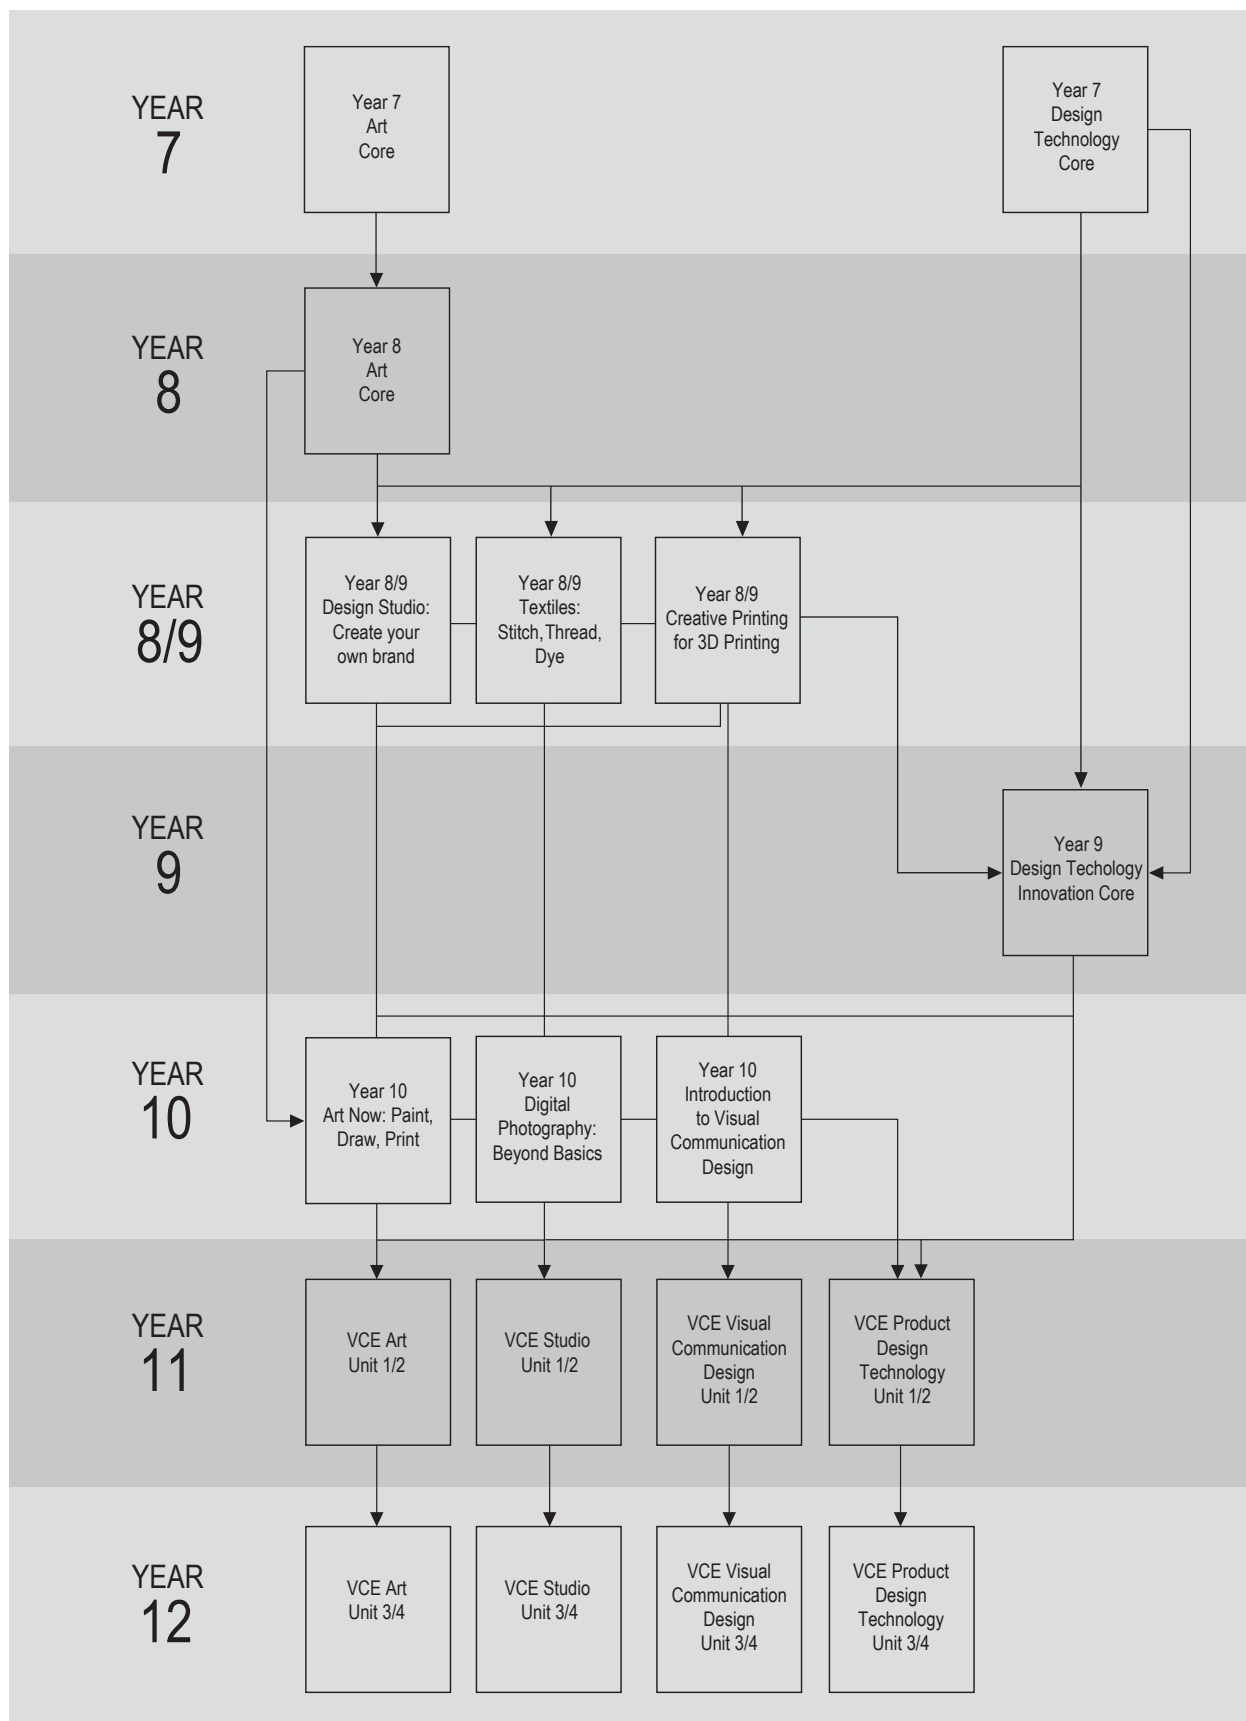 YEAR
7
Year 7
Art
Core
Year 7
Design
Technology
Core
YEAR
8
Year 8
Art
Core
YEAR
8/9
Year 8/9
Design Studio:
Create your
own brand
Year 8/9
Textiles:
Stitch, Thread,
Dye
Year 8/9
Creative Printing
for 3D Printing
YEAR
9
Year 9
Design Techology
Innovation Core
YEAR
10
Year 10
Art Now: Paint,
Draw, Print
Year 10
Digital
Photography:
Beyond Basics
Year 10
Introduction
to Visual
Communication
Design
YEAR
11
VCE Art
Unit 1/2
VCE Studio
Unit 1/2
VCE Visual
Communication
Design
Unit 1/2
VCE Product
Design
Technology
Unit 1/2
YEAR
12
VCE Art
Unit 3/4
VCE Studio
Unit 3/4
VCE Visual
Communication
Design
Unit 3/4
VCE Product
Design
Technology
Unit 3/4